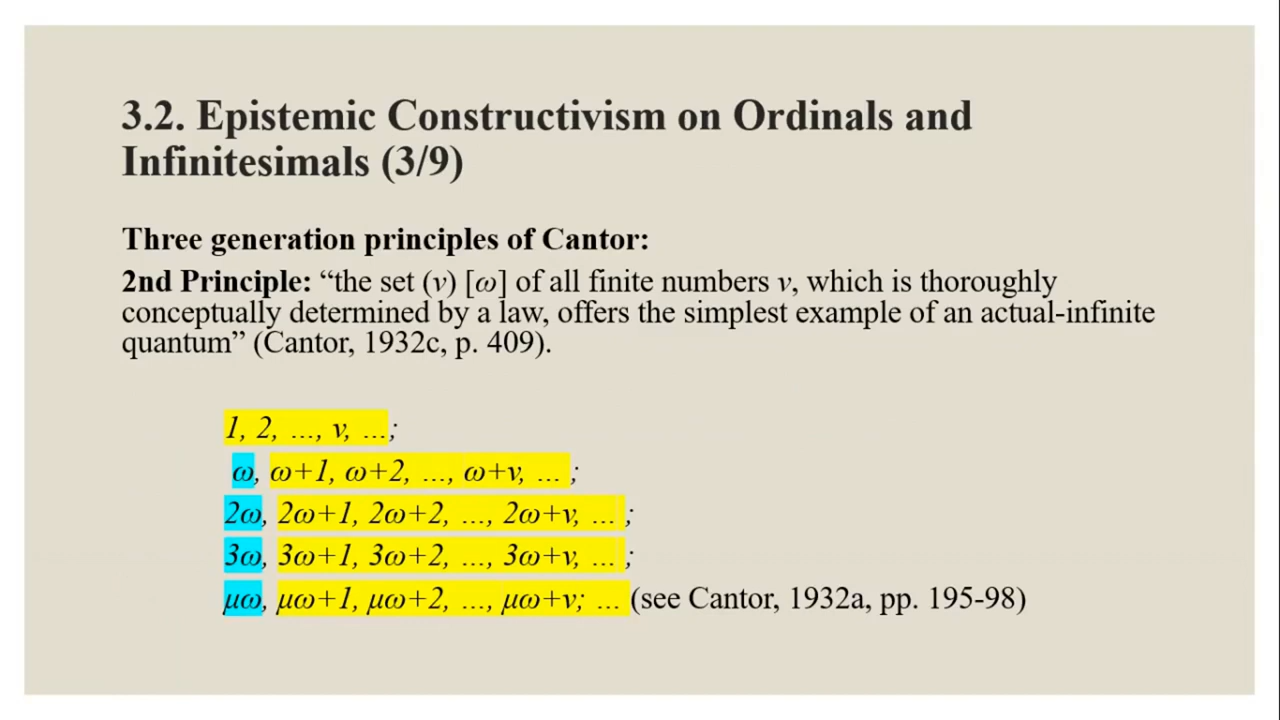 3.2. Epistemic Constructivism on Ordinals and
Infinitesimals (3/9)
Three generation principles of Cantor:
2nd Principle: “the set (ν) [ω] of all finite numbers ν, which is thoroughly
conceptually determined by a law, offers the simplest example of an actual-infinite
quantum” (Cantor, 1932c, p. 409).
1, 2, ..., ν, ...;
ω, ω+1, ω+2, ..., ω+ν, ... ;
2ω, 2ω+1, 2ω+2, ..., 2ω+ν, ... ;
3ω, 3ω+1, 3ω+2, ..., 3ω+ν, ... ;
μω, μω+1, μω+2, ..., μω+ν; ... (see Cantor, 1932a, pp. 195-98)